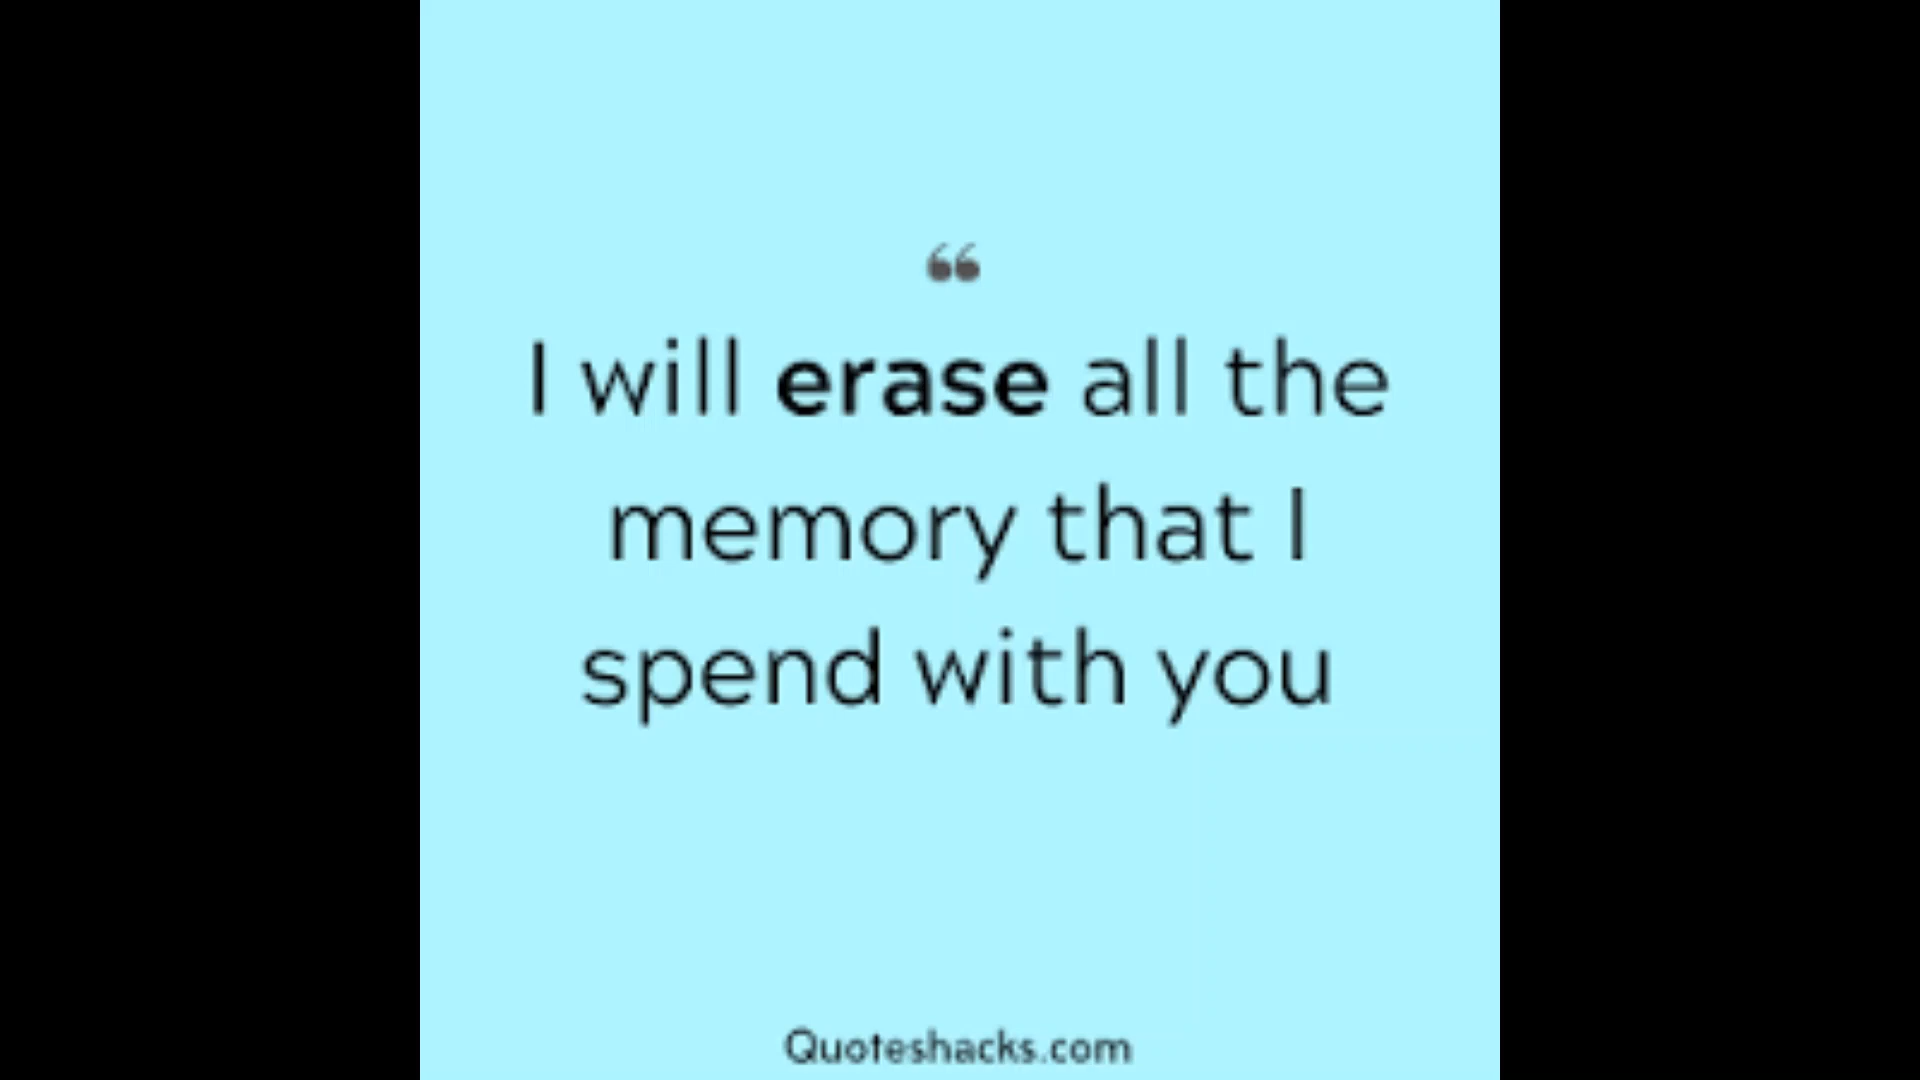 “
I will erase all the
memory that I
spend with you
Quoteshacks.com